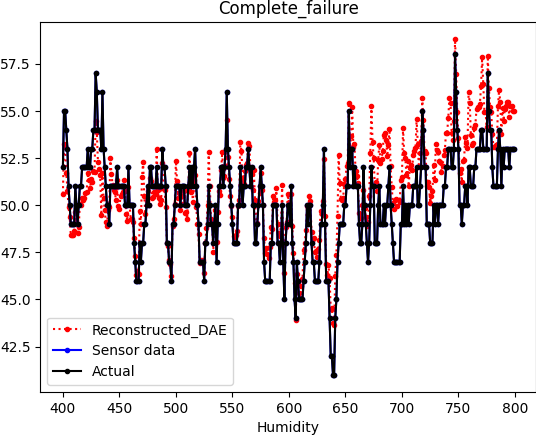 Complete_failure
57.5
55.0
52.5
50.0
47.5
45.0
42.5
Reconstructed_DAE
Sensor data
Actual
400 450 500 550 600 650 700 750 800
Humidity